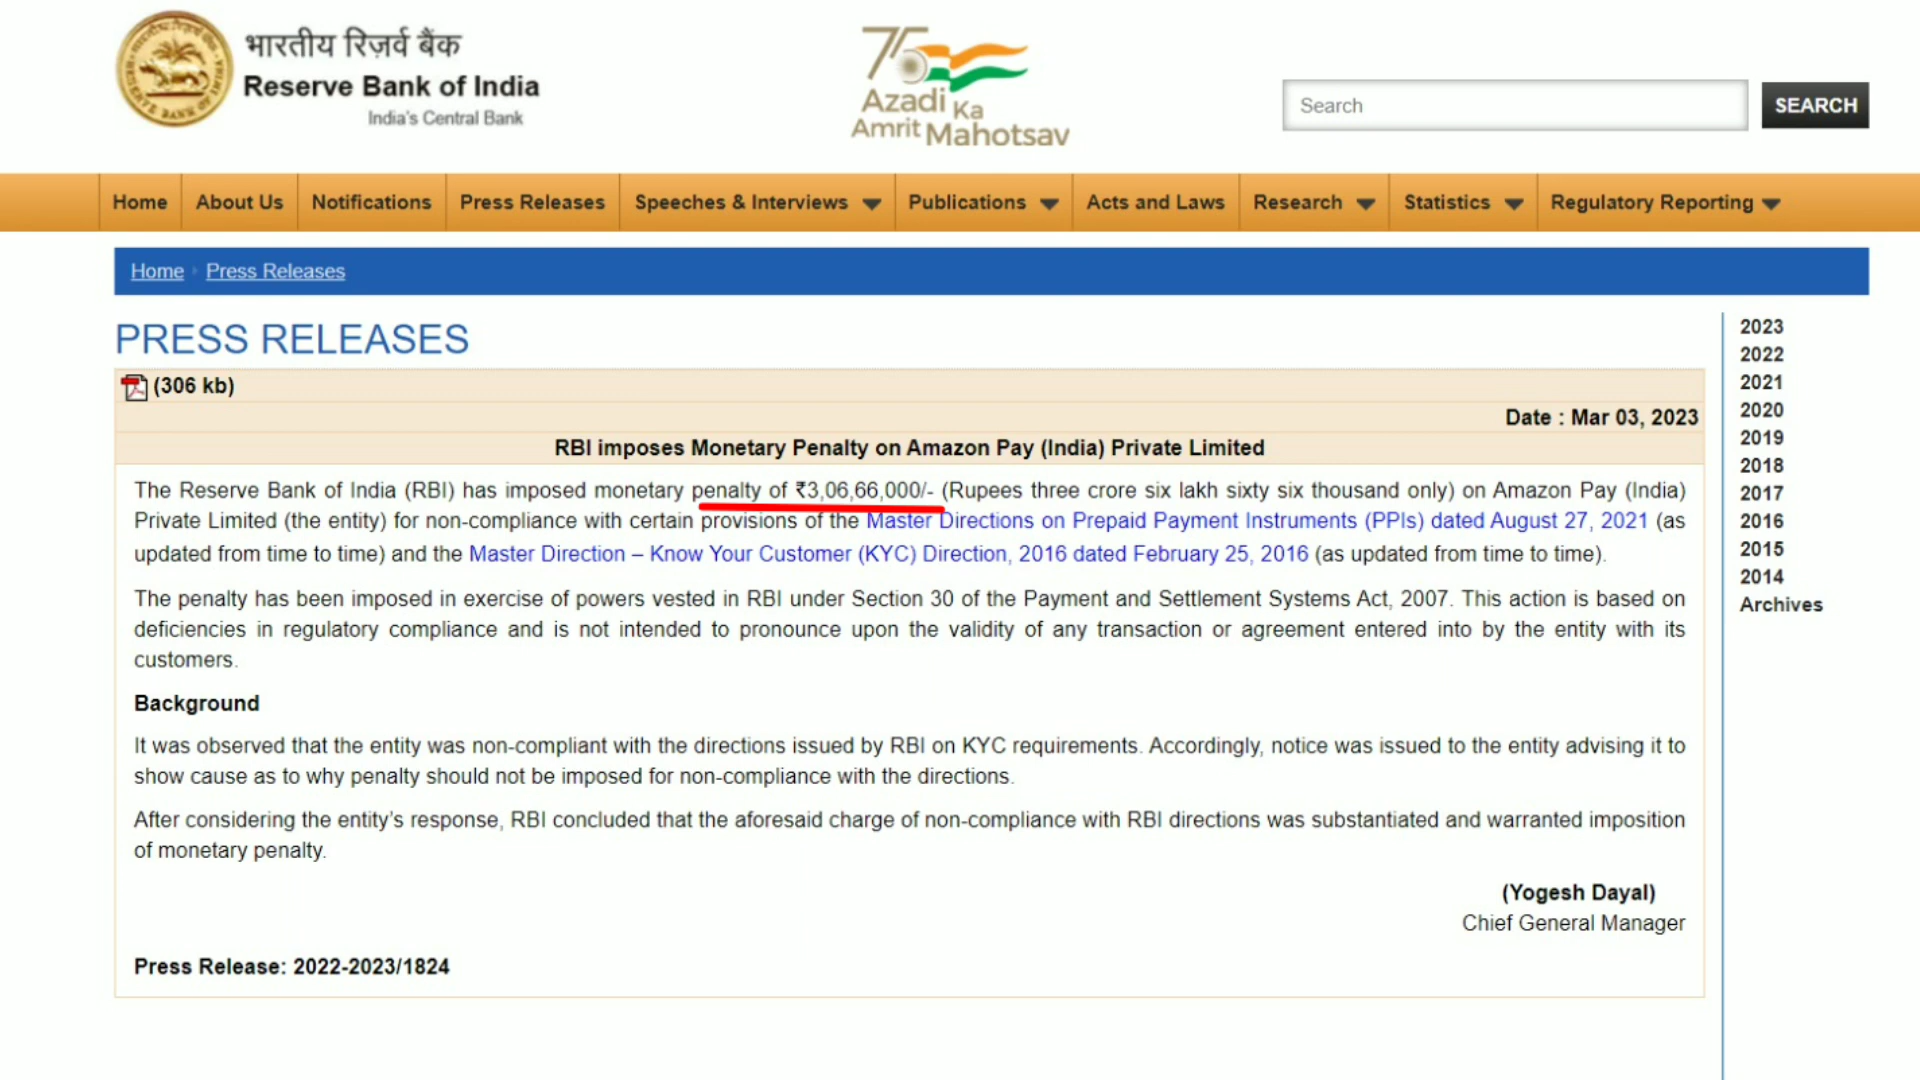 भारतीय रिज़र्व बैंक
Reserve Bank of India
India's Central Bank
75
Azadi Ka
Amrit Mahotsav
Search
SEARCH
Home
About Us
Notifications
Press Releases
Speeches & Interviews
Publications
Acts and Laws
Research
Statistics
Regulatory Reporting
Home
Press Releases
PRESS RELEASES
(306 kb)
Date : Mar 03, 2023
RBI imposes Monetary Penalty on Amazon Pay (India) Private Limited
The Reserve Bank of India (RBI) has imposed monetary penalty of ₹3,06,66,000/- (Rupees three crore six lakh sixty six thousand only) on Amazon Pay (India)
Private Limited (the entity) for non-compliance with certain provisions of the Master Directions on Prepaid Payment Instruments (PPIs) dated August 27, 2021 (as
updated from time to time) and the Master Direction – Know Your Customer (KYC) Direction, 2016 dated February 25, 2016 (as updated from time to time).
The penalty has been imposed in exercise of powers vested in RBI under Section 30 of the Payment and Settlement Systems Act, 2007. This action is based on
deficiencies in regulatory compliance and is not intended to pronounce upon the validity of any transaction or agreement entered into by the entity with its
customers.
Background
It was observed that the entity was non-compliant with the directions issued by RBI on KYC requirements. Accordingly, notice was issued to the entity advising it to
show cause as to why penalty should not be imposed for non-compliance with the directions.
After considering the entity's response, RBI concluded that the aforesaid charge of non-compliance with RBI directions was substantiated and warranted imposition
of monetary penalty.
(Yogesh Dayal)
Chief General Manager
Press Release: 2022-2023/1824
2023
2022
2021
2020
2019
2018
2017
2016
2015
2014
Archives